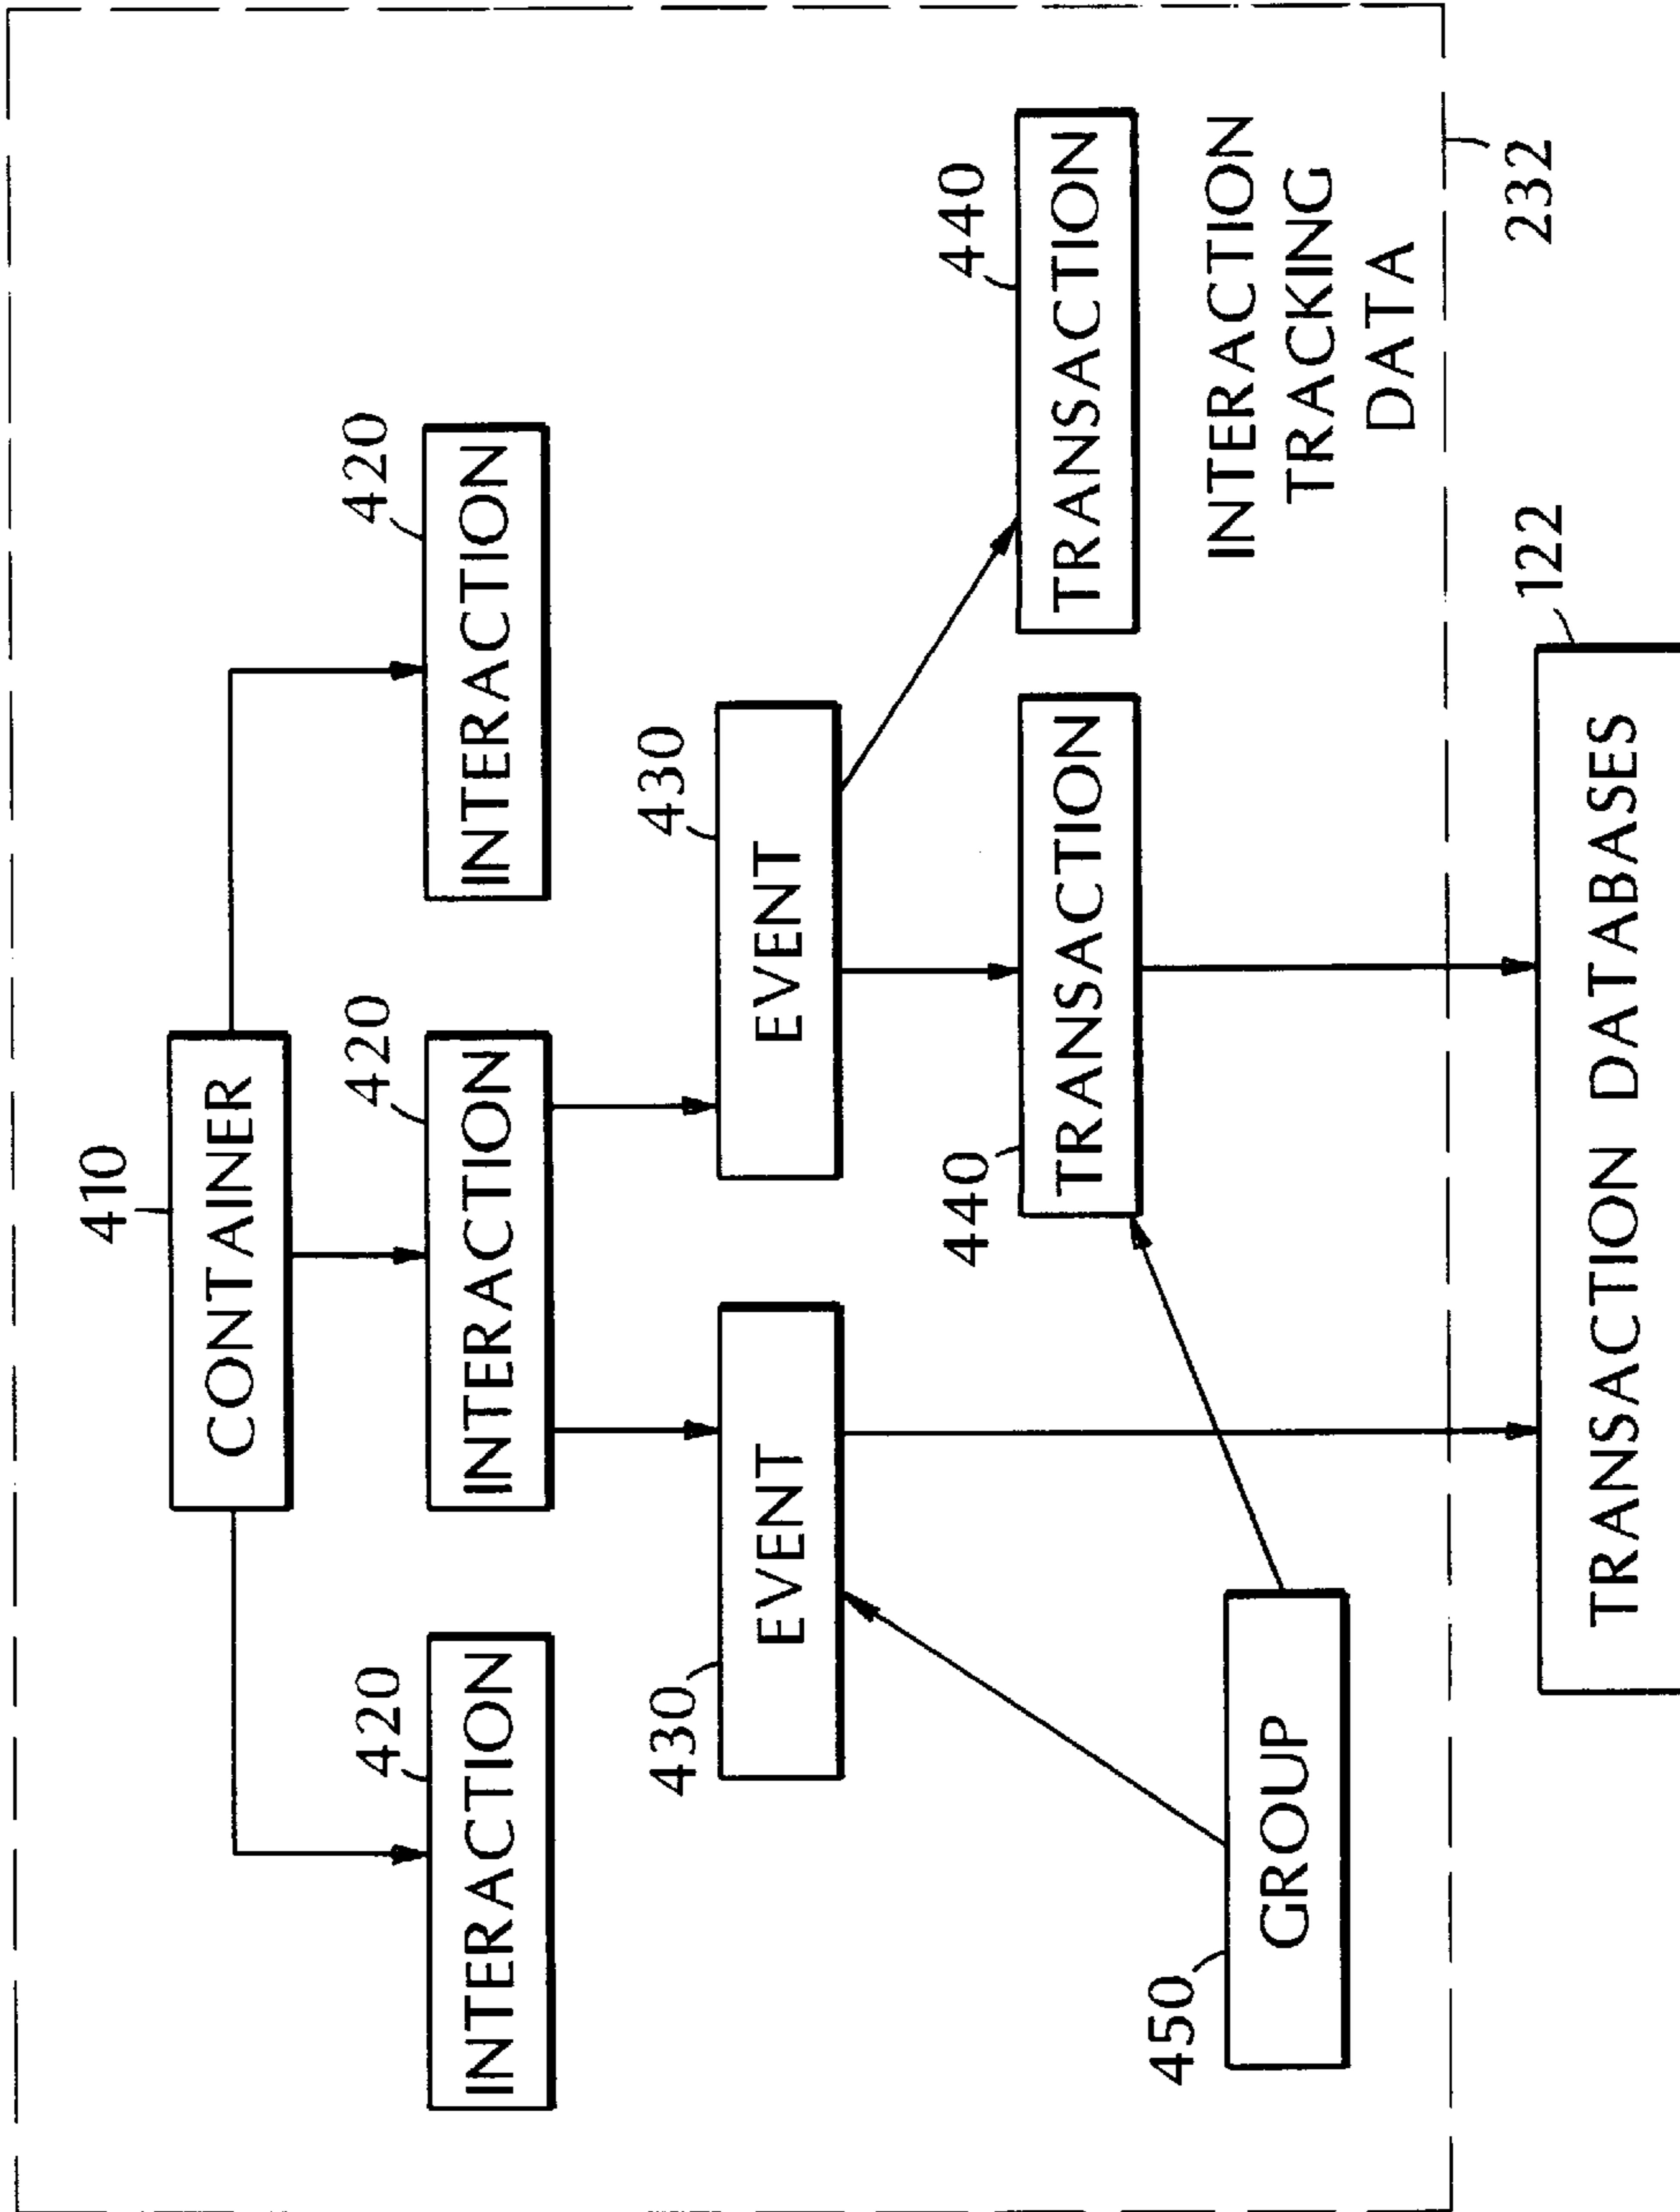 410
CONTAINER
420
INTERACTION
420
INTERACTION
420
INTERACTION
430
EVENT
430
EVENT
440
TRANSACTION
440
TRANSACTION
450
GROUP
INTERACTION
TRACKING
DATA
232
122
TRANSACTION DATABASES